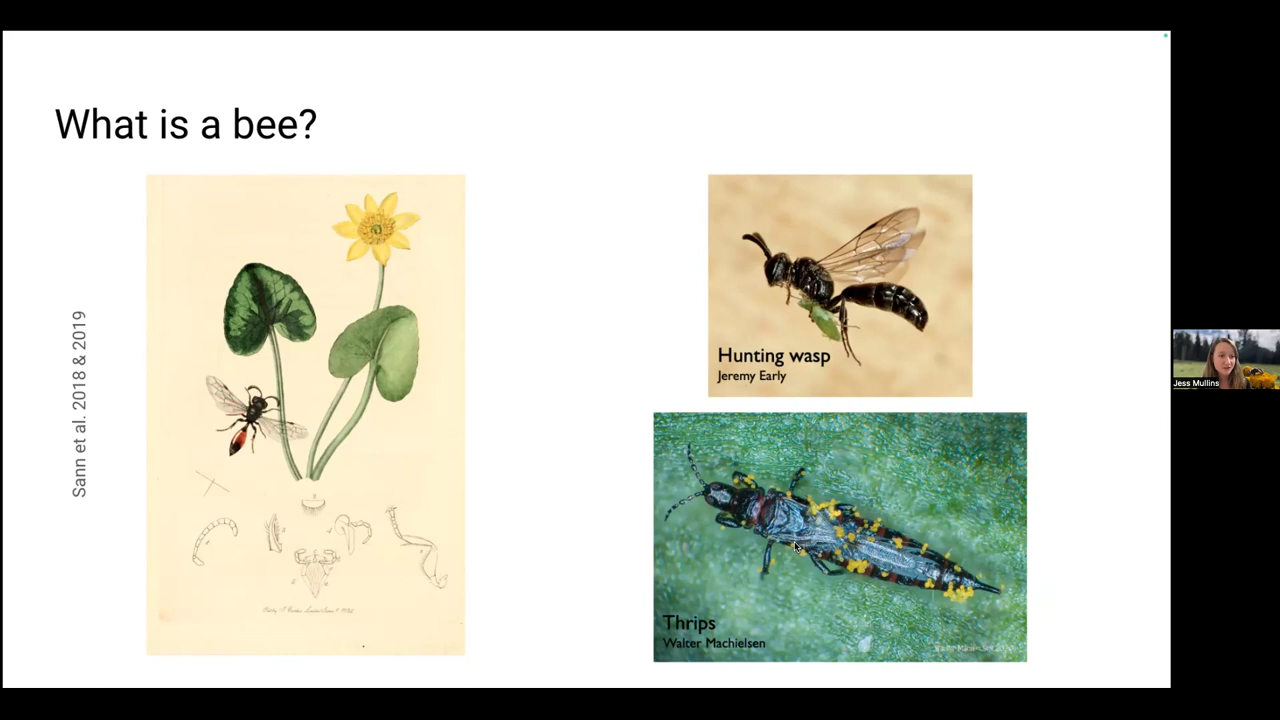 What is a bee?
Sann et al. 2018 & 2019
Hunting wasp
Jeremy Early
Thrips
Walter Machielsen
Jess Mullins